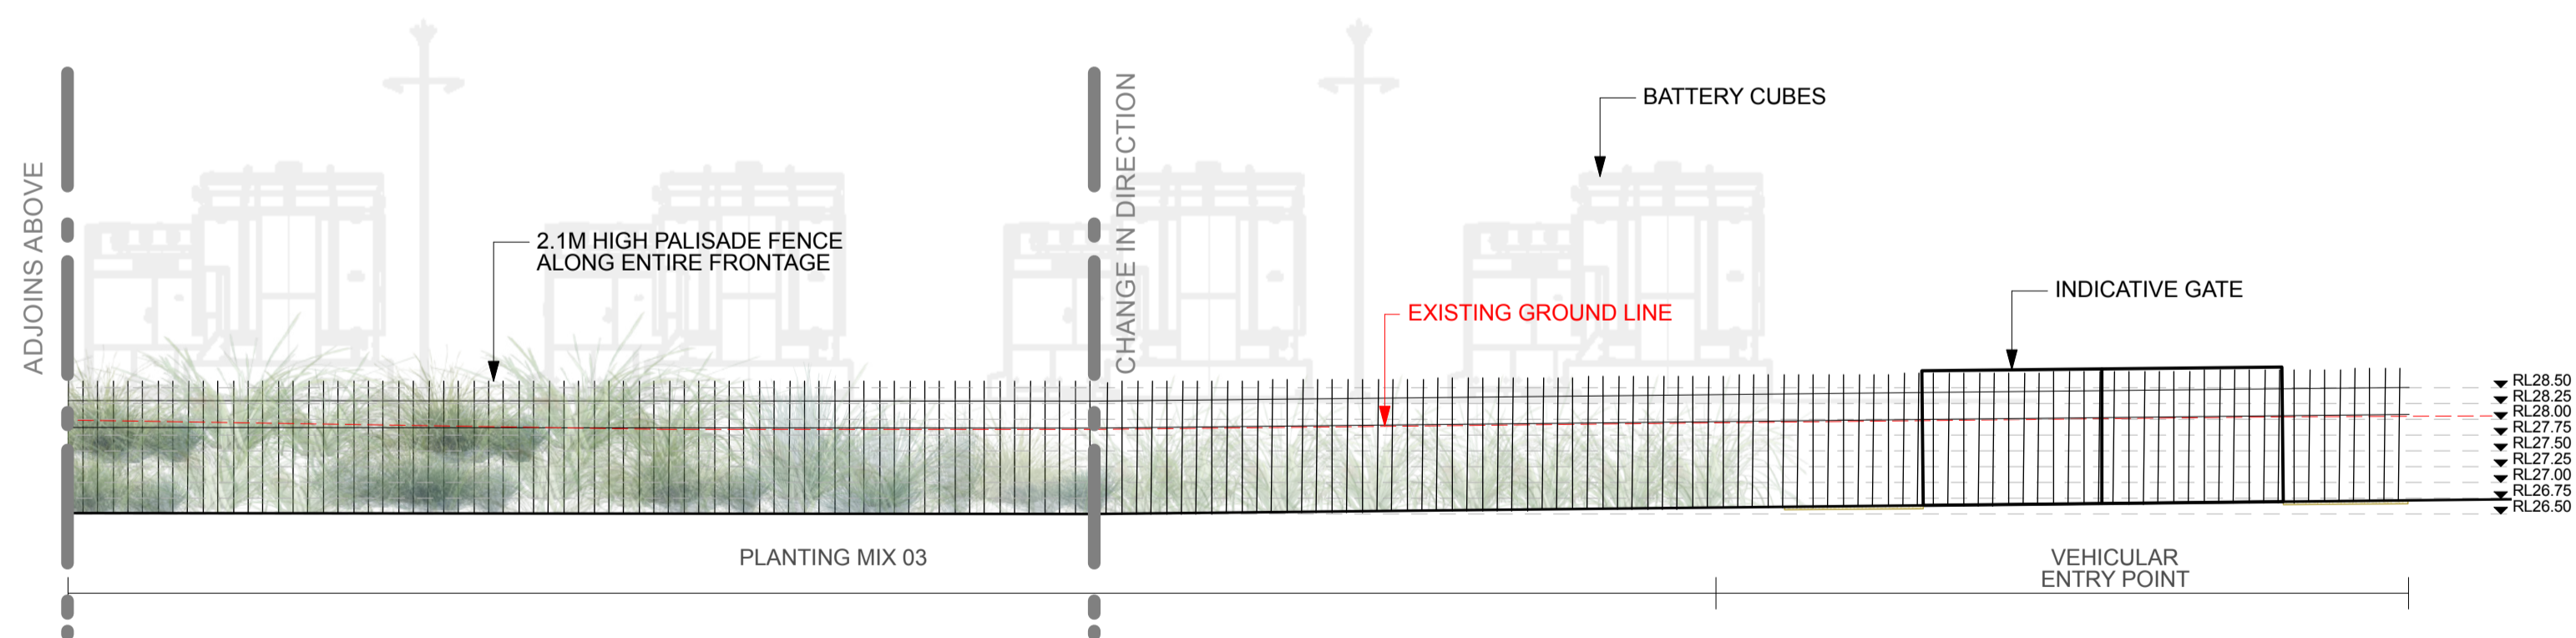 ADJOINS ABOVE
2.1M HIGH PALISADE FENCE
ALONG ENTIRE FRONTAGE
CHANGE IN DIRECTION
BATTERY CUBES
EXISTING GROUND LINE
INDICATIVE GATE
RL28.50
RL28.25
RL28.00
RL27.75
RL27.50
RL27.25
RL27.00
RL26.75
RL26.50
PLANTING MIX 03
VEHICULAR
ENTRY POINT